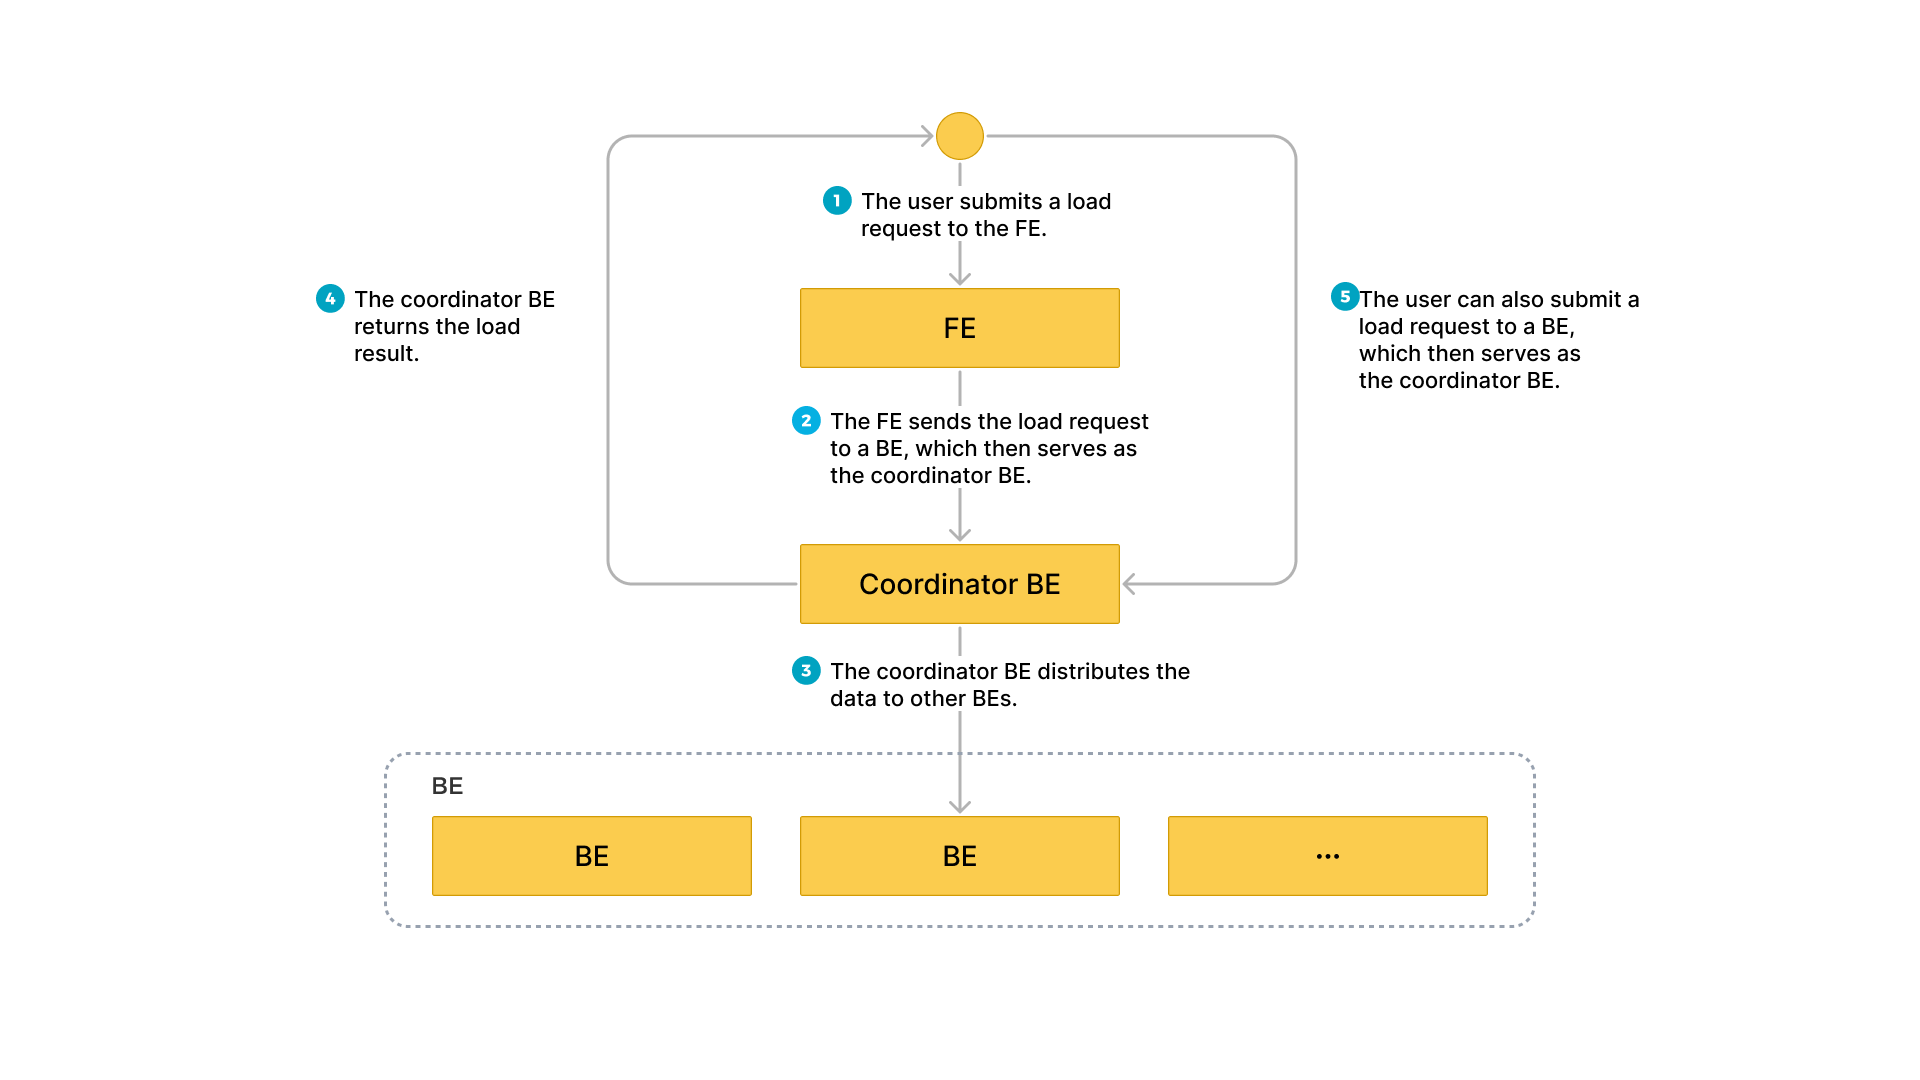 1 The user submits a load
request to the FE.
4 The coordinator BE
returns the load
result.
5 The user can also submit a
load request to a BE,
which then serves as
the coordinator BE.
FE
2 The FE sends the load request
to a BE, which then serves as
the coordinator BE.
Coordinator BE
3 The coordinator BE distributes the
data to other BEs.
BE
BE
BE
...